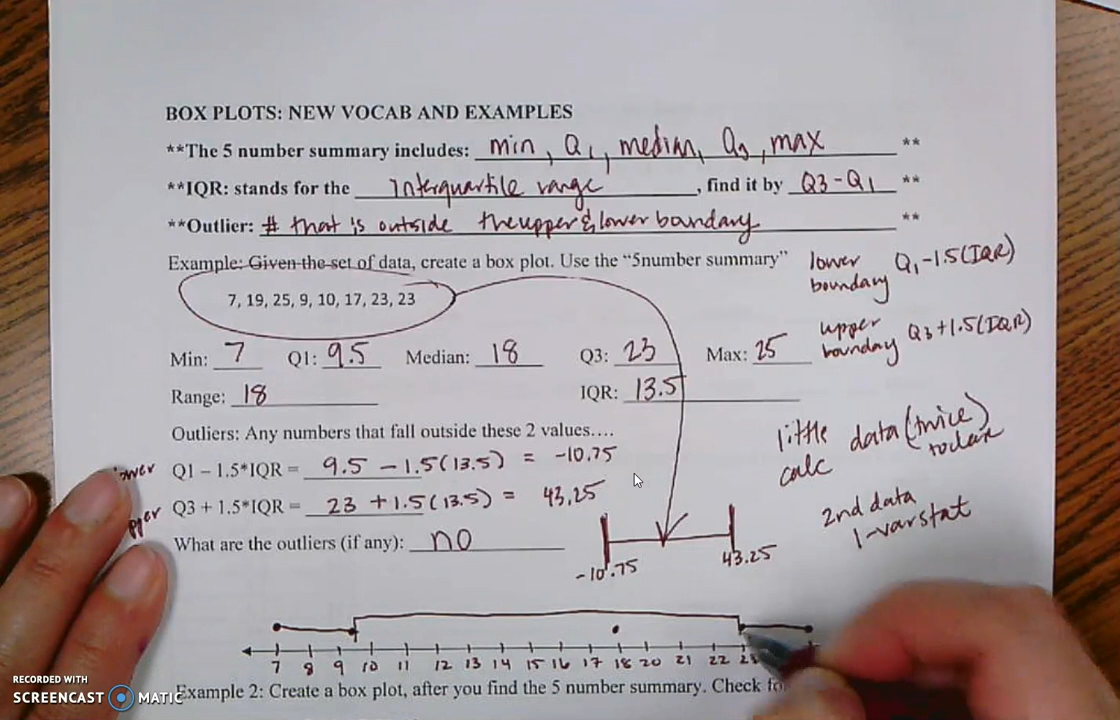 BOX PLOTS: NEW VOCAB AND EXAMPLES
**The 5 number summary includes: min, Q1, median, Q3, max **
**IQR: stands for the interquartile range, find it by Q3-Q1 **
**Outlier: # that is outside the upper & lower boundary **
Example: Given the set of data, create a box plot. Use the "5number summary"
lower boundary Q1-1.5(IQR)
7, 19, 25, 9, 10, 17, 23, 23
upper boundary Q3+1.5(IQR)
Min: 7 Q1: 9.5 Median: 18 Q3: 23 Max: 25
Range: 18 IQR: 13.5
Outliers: Any numbers that fall outside these 2 values....
little data (twice)
calc
lower Q1 – 1.5*IQR = 9.5 - 1.5(13.5) = -10.75
upper Q3 + 1.5*IQR = 23 + 1.5(13.5) = 43.25
2nd data
1-varstat
What are the outliers (if any): no
-10.75 43.25
7 8 9 10 11 12 13 14 15 16 17 18 20 21 22
Example 2: Create a box plot, after you find the 5 number summary. Check
RECORDED WITH
SCREENCAST MATIC